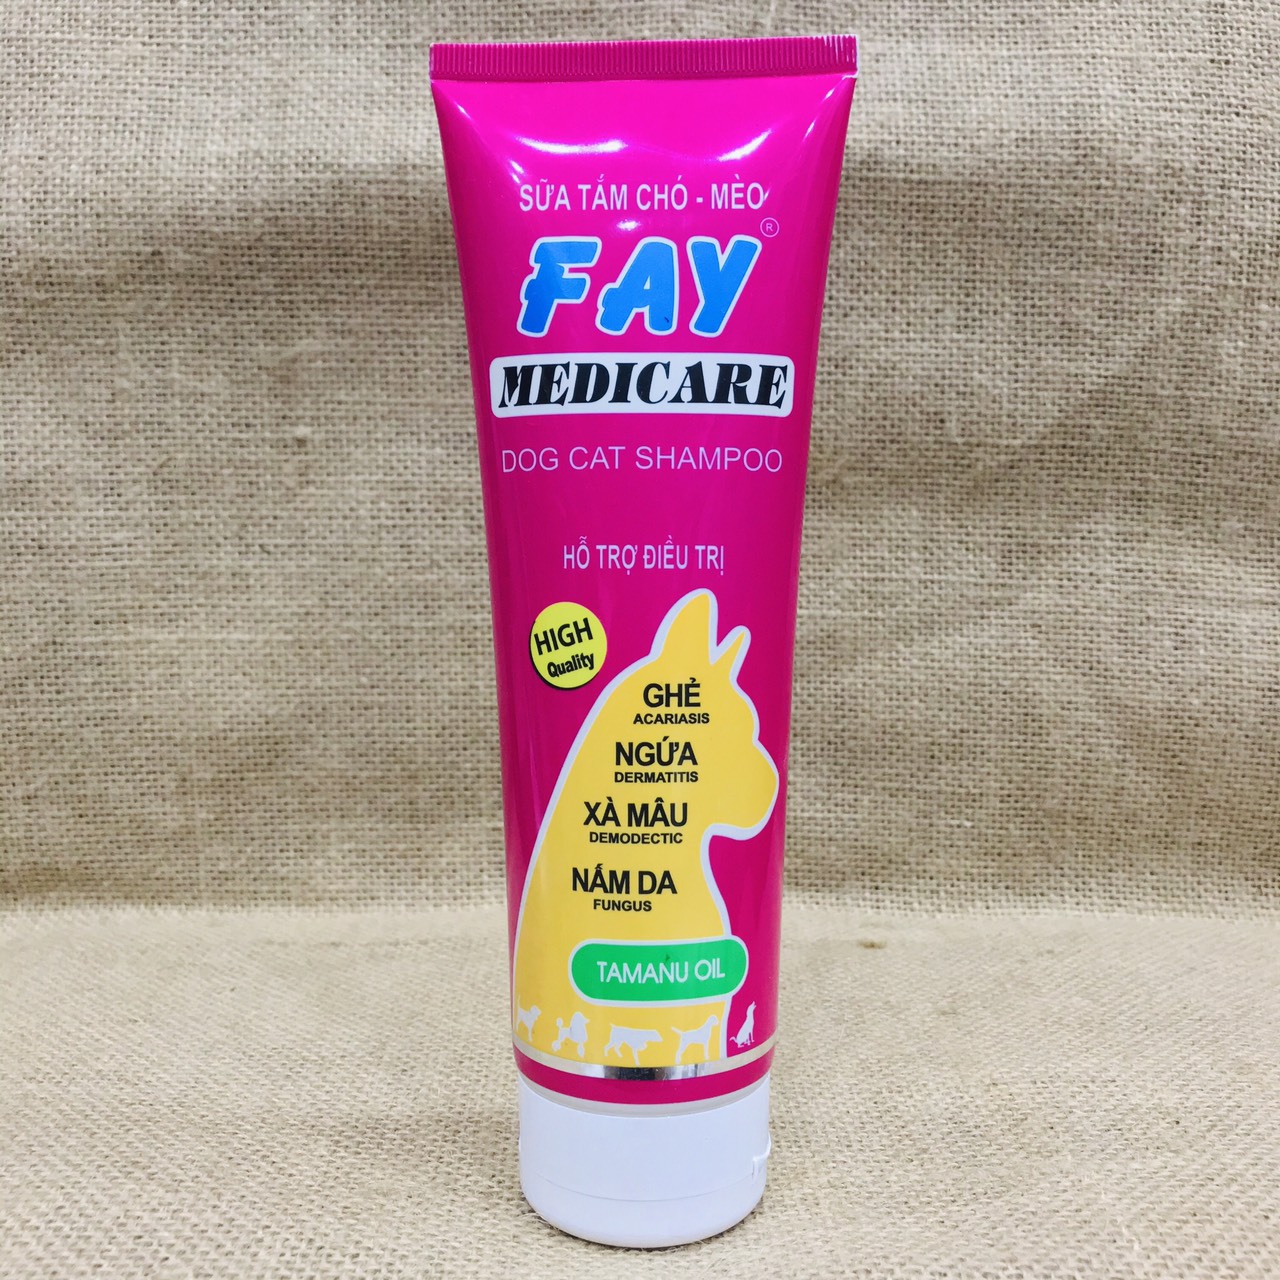 SỮA TẮM CHÓ - MÈO
FAY®
MEDICARE
DOG CAT SHAMPOO
HỖ TRỢ ĐIỀU TRỊ
HIGH
Quality
GHẺ
ACARIASIS
NGỨA
DERMATITIS
XÀ MÂU
DEMODECTIC
NẤM DA
FUNGUS
TAMANU OIL